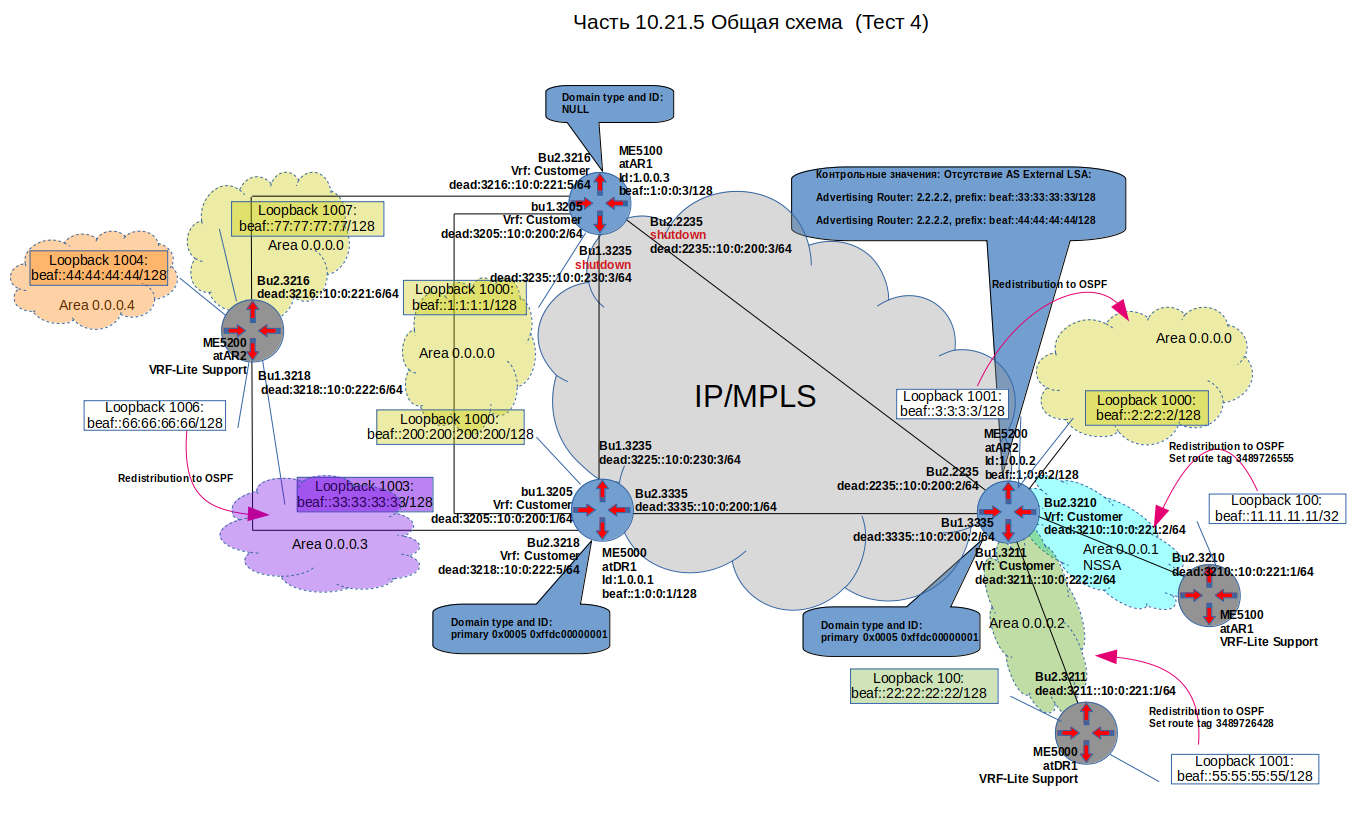 Часть 10.21.5 Общая схема (Тест 4)
Domain type and ID:
NULL
Bu2.3216
Vrf: Customer
dead:3216::10:0:221:5/64
ME5100
atAR1
Id:1.0.0.3
beaf::1:0:0:3/128
bu1.3205
Vrf: Customer
dead:3205::10:0:200:2/64
Bu2.2235
shutdown
dead:2235::10:0:200:3/64
Bu1.3235
shutdown
dead:3235::10:0:230:3/64
Контрольные значения: Отсутствие AS External LSA:
Advertising Router: 2.2.2.2, prefix: beaf::33:33:33:33/128
Advertising Router: 2.2.2.2, prefix: beaf::44:44:44:44/128
Loopback 1007:
beaf::77:77:77:77/128
Area 0.0.0.0
Loopback 1004:
beaf::44:44:44:44/128
Area 0.0.0.4
Bu2.3216
dead:3216::10:0:221:6/64
ME5200
atAR2
VRF-Lite Support
Bu1.3218
dead:3218::10:0:222:6/64
Loopback 1000:
beaf::1:1:1:1/128
Area 0.0.0.0
Loopback 1000:
beaf::200:200:200:200/128
Loopback 1006:
beaf::66:66:66:66/128
Redistribution to OSPF
Loopback 1003:
beaf::33:33:33:33/128
Area 0.0.0.3
IP/MPLS
Redistribution to OSPF
Area 0.0.0.0
Loopback 1001:
beaf::3:3:3:3/128
Loopback 1000:
beaf::2:2:2:2/128
ME5200
atAR2
Id:1.0.0.2
beaf::1:0:0:2/128
Bu2.2235
dead:2235::10:0:200:2/64
Redistribution to OSPF
Set route tag 3489726555
Loopback 100:
beaf::11.11.11.11/32
Bu1.3235
dead:3225::10:0:230:3/64
bu1.3205
Vrf: Customer
dead:3205::10:0:200:1/64
Bu2.3335
dead:3335::10:0:200:1/64
Bu2.3218
Vrf: Customer
dead:3218::10:0:222:5/64
ME5000
atDR1
Id:1.0.0.1
beaf::1:0:0:1/128
Bu1.3335
dead:3335::10:0:200:2/64
Bu2.3210
Vrf: Customer
dead:3210::10:0:221:2/64
Area 0.0.0.1
NSSA
Bu1.3211
Vrf: Customer
dead:3211::10:0:222:2/64
Bu2.3210
dead:3210::10:0:221:1/64
ME5100
atAR1
VRF-Lite Support
Domain type and ID:
primary 0x0005 0xffdc00000001
Domain type and ID:
primary 0x0005 0xffdc00000001
Area 0.0.0.2
Loopback 100:
beaf::22:22:22:22/128
Bu2.3211
dead:3211::10:0:221:1/64
Redistribution to OSPF
Set route tag 3489726428
ME5000
atDR1
VRF-Lite Support
Loopback 1001:
beaf::55:55:55:55/128